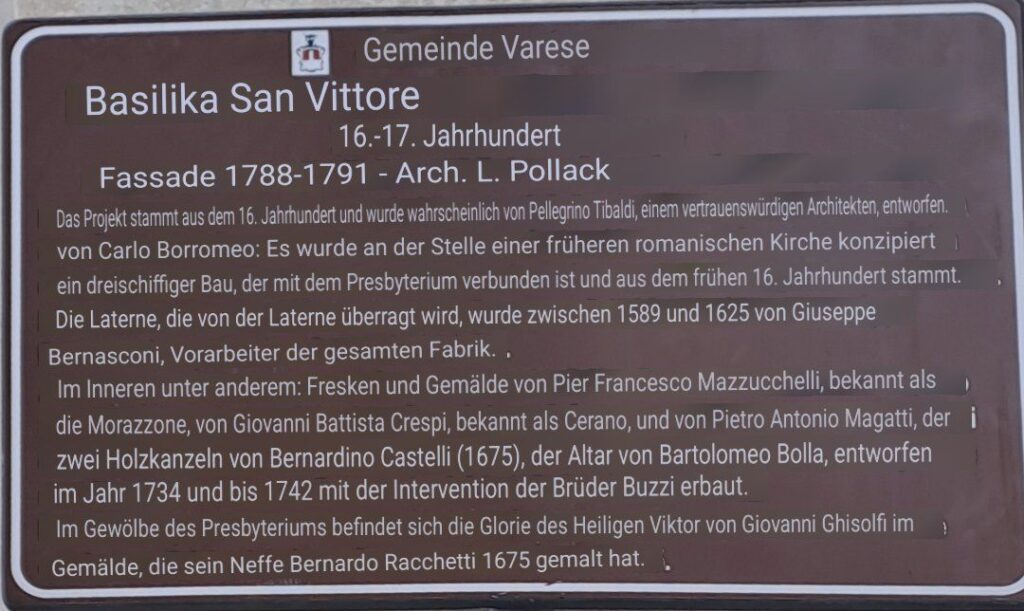 Gemeinde Varese
Basilika San Vittore
16.-17. Jahrhundert
Fassade 1788-1791 - Arch. L. Pollack
Das Projekt stammt aus dem 16. Jahrhundert und wurde wahrscheinlich von Pellegrino Tibaldi, einem vertrauenswürdigen Architekten, entworfen.
von Carlo Borromeo: Es wurde an der Stelle einer früheren romanischen Kirche konzipiert
ein dreischiffiger Bau, der mit dem Presbyterium verbunden ist und aus dem frühen 16. Jahrhundert stammt.
Die Laterne, die von der Laterne überragt wird, wurde zwischen 1589 und 1625 von Giuseppe
Bernasconi, Vorarbeiter der gesamten Fabrik.
Im Inneren unter anderem: Fresken und Gemälde von Pier Francesco Mazzucchelli, bekannt als
die Morazzone, von Giovanni Battista Crespi, bekannt als Cerano, und von Pietro Antonio Magatti, der
zwei Holzkanzeln von Bernardino Castelli (1675), der Altar von Bartolomeo Bolla, entworfen
im Jahr 1734 und bis 1742 mit der Intervention der Brüder Buzzi erbaut.
Im Gewölbe des Presbyteriums befindet sich die Glorie des Heiligen Viktor von Giovanni Ghisolfi im
Gemälde, die sein Neffe Bernardo Racchetti 1675 gemalt hat.